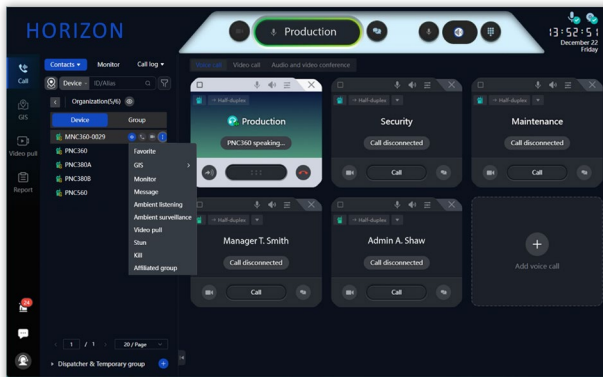 HORIZON
Production
13:52:51
December 22
Friday
Call
GIS
Video pull
Report
24
Contacts
Monitor
Call log
Device
ID/Alias
Organization(5/6)
Device
Group
MNC360-0029
PNC360
PNC380A
PNC380B
PNC560
Favorite
GIS
Monitor
Message
Ambient listening
Ambient surveillance
Video pull
Stun
Kill
Affiliated group
1 / 1
20 / Page
Dispatcher & Temporary group
Voice call
Video call
Audio and video conference
Half-duplex
Production
PNC360 speaking...
Half-duplex
Security
Call disconnected
Call
Half-duplex
Maintenance
Call disconnected
Call
Half-duplex
Manager T. Smith
Call disconnected
Call
Half-duplex
Admin A. Shaw
Call disconnected
Call
Add voice call